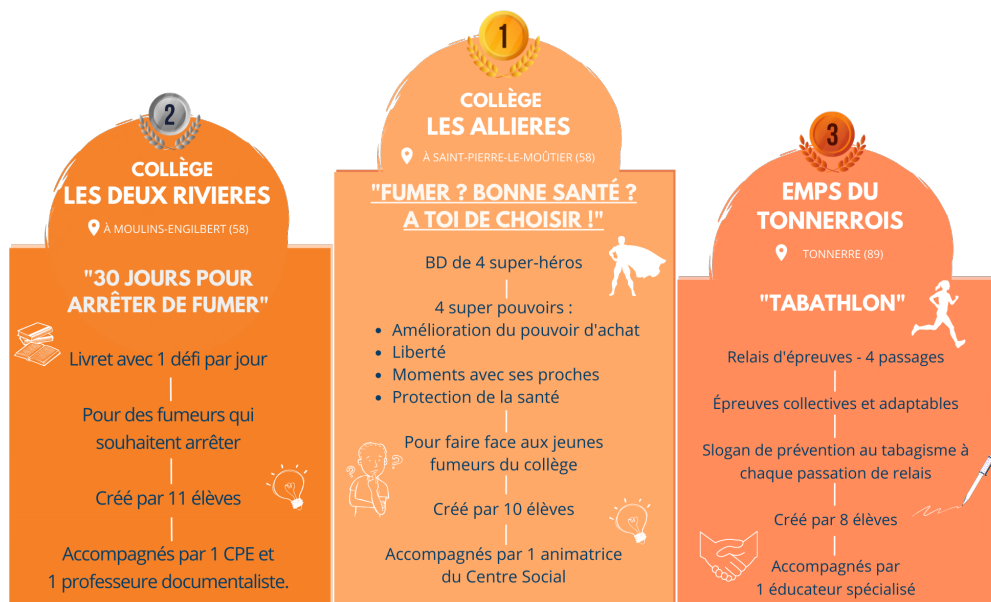 2
COLLÈGE
LES DEUX RIVIERES
À MOULINS-ENGILBERT (58)
"30 JOURS POUR
ARRÊTER DE FUMER"
Livret avec 1 défi par jour
Pour des fumeurs qui
souhaitent arrêter
Créé par 11 élèves
Accompagnés par 1 CPE et
1 professeure documentaliste.
1
COLLÈGE
LES ALLIERES
À SAINT-PIERRE-LE-MOÛTIER (58)
"FUMER ? BONNE SANTÉ ?
A TOI DE CHOISIR !"
BD de 4 super-héros
4 super pouvoirs :
• Amélioration du pouvoir d'achat
• Liberté
• Moments avec ses proches
• Protection de la santé
Pour faire face aux jeunes
fumeurs du collège
Créé par 10 élèves
Accompagnés par 1 animatrice
du Centre Social
3
EMPS DU
TONNERROIS
TONNERRE (89)
"TABATHLON"
Relais d'épreuves - 4 passages
Épreuves collectives et adaptables
Slogan de prévention au tabagisme à
chaque passation de relais
Créé par 8 élèves
Accompagnés par
1 éducateur spécialisé